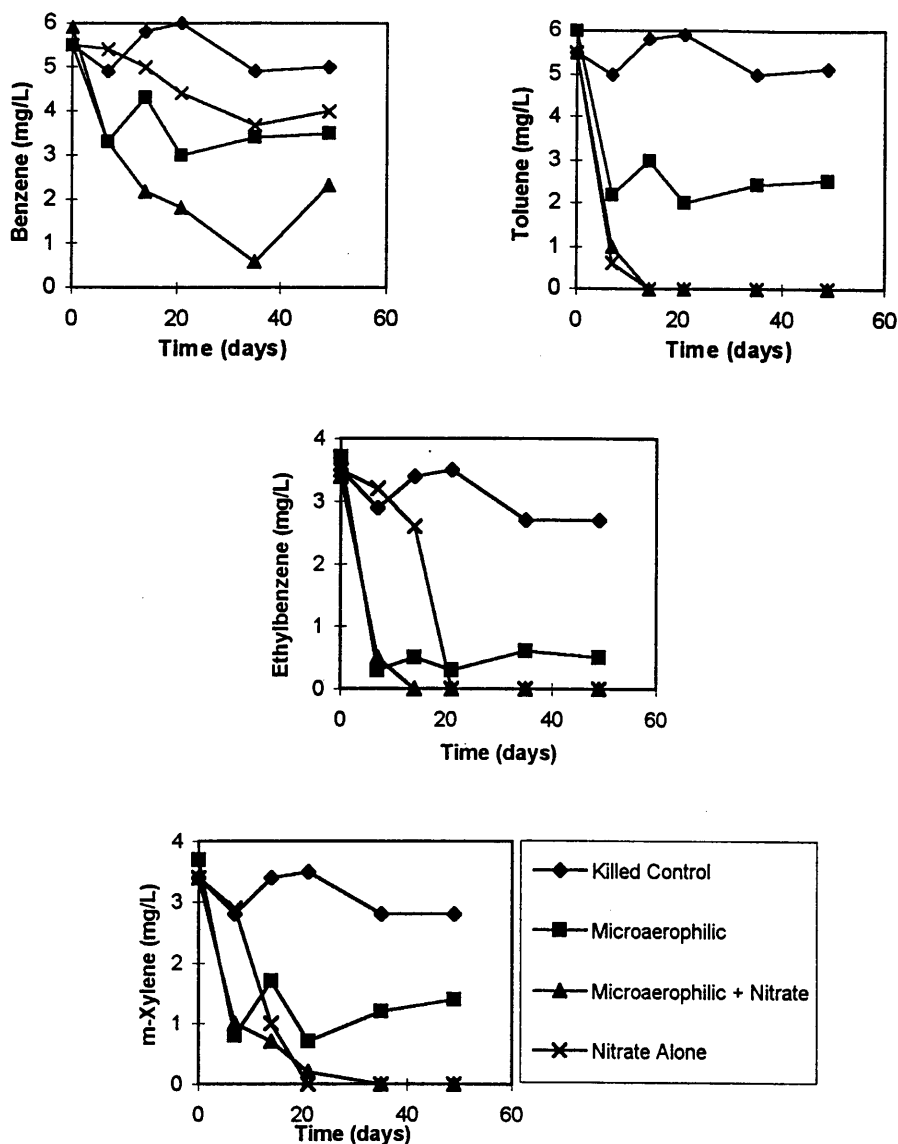 Benzene (mg/L)
6
5
4
3
2
1
0
0 20 40 60
Time (days)
Toluene (mg/L)
6
5
4
3
2
1
0
0 20 40 60
Time (days)
Ethylbenzene (mg/L)
4
3
2
1
0
0 20 40 60
Time (days)
m-Xylene (mg/L)
4
3
2
1
0
0 20 40 60
Time (days)
Killed Control
Microaerophilic
Microaerophilic + Nitrate
Nitrate Alone